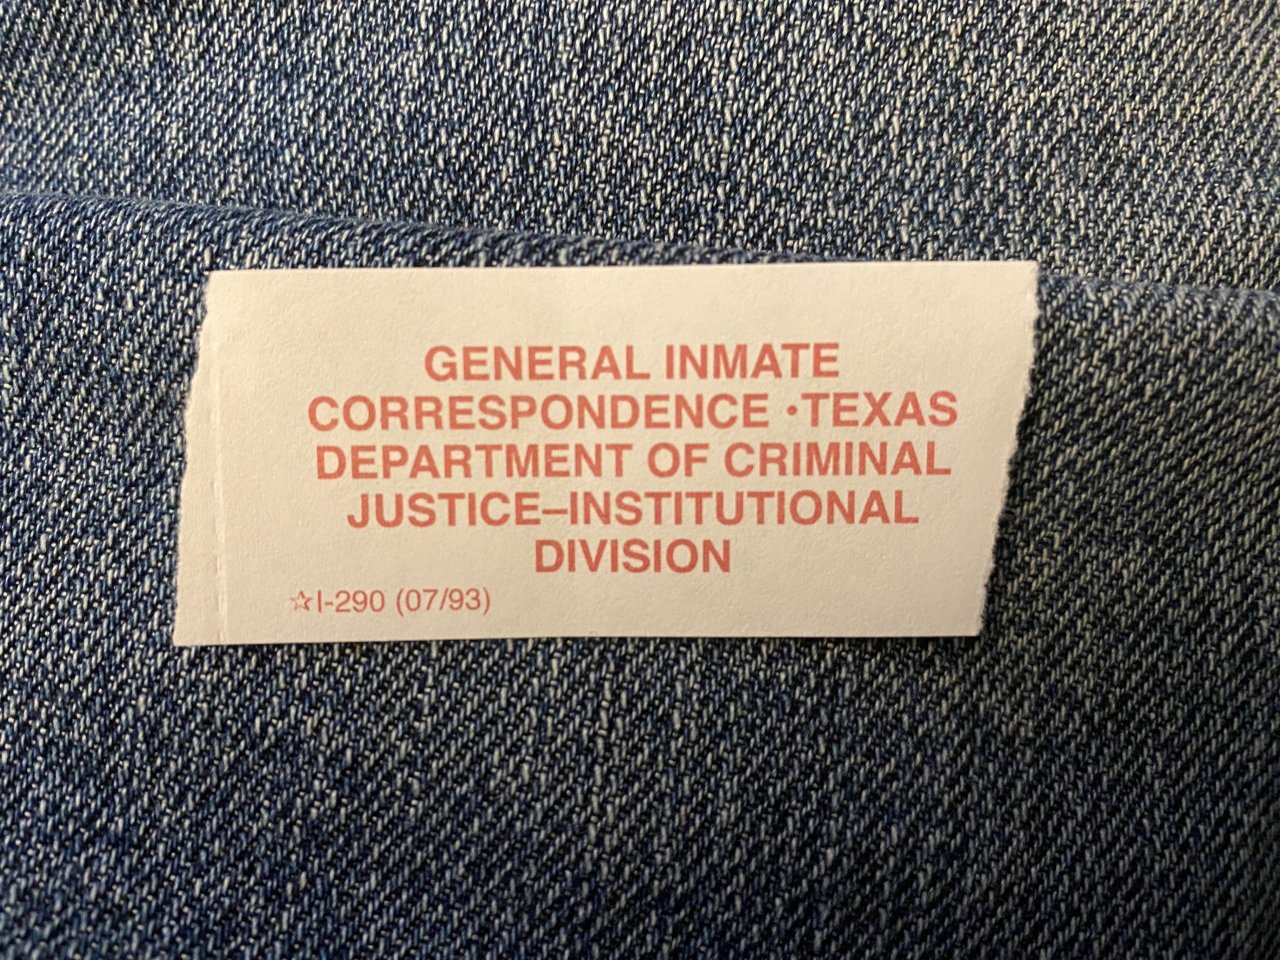 GENERAL INMATE
CORRESPONDENCE •TEXAS
DEPARTMENT OF CRIMINAL
JUSTICE–INSTITUTIONAL
DIVISION
☆I-290 (07/93)